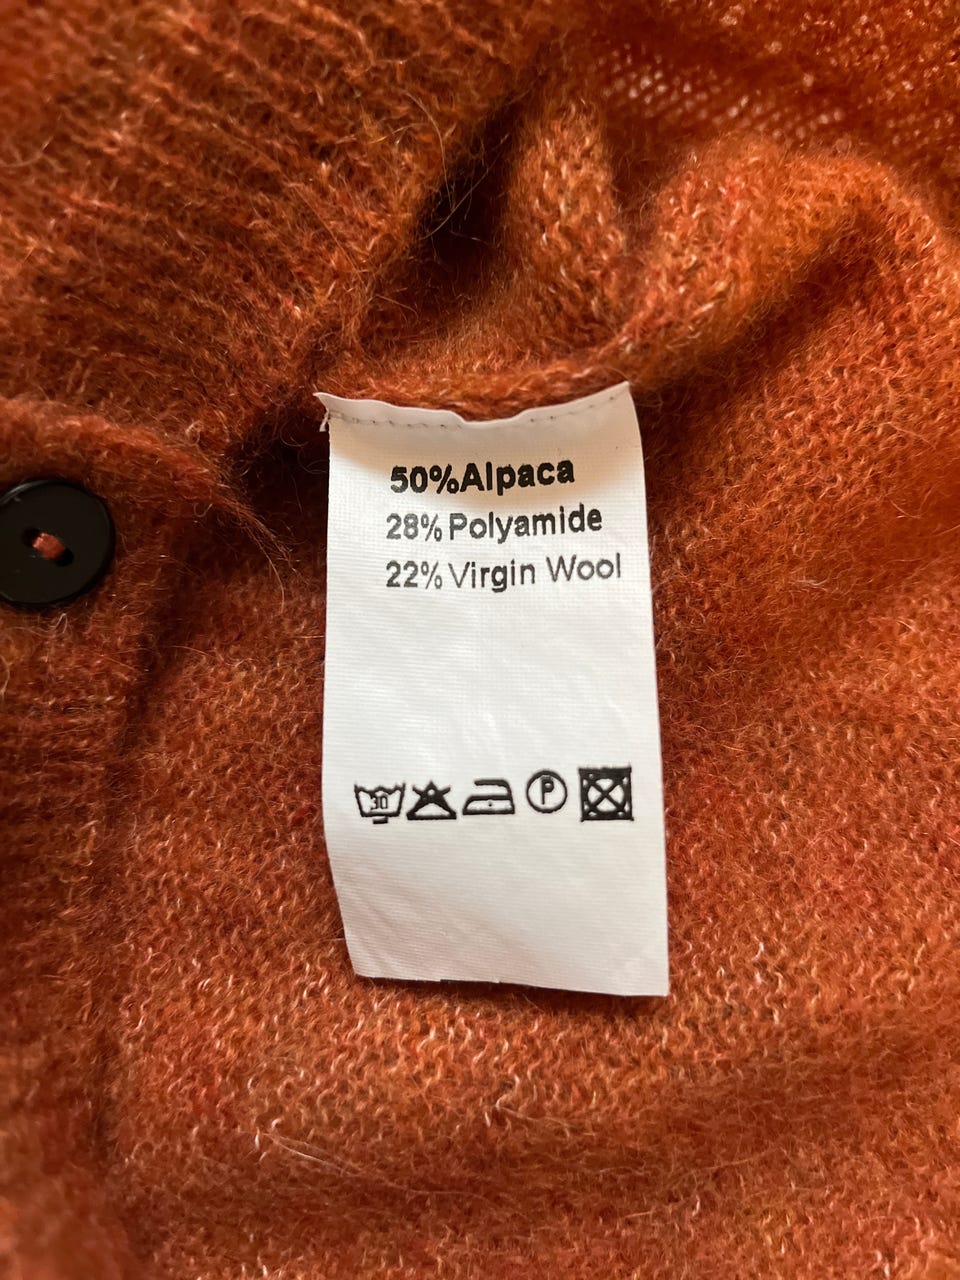 50%Alpaca
28% Polyamide
22% Virgin Wool
30 P